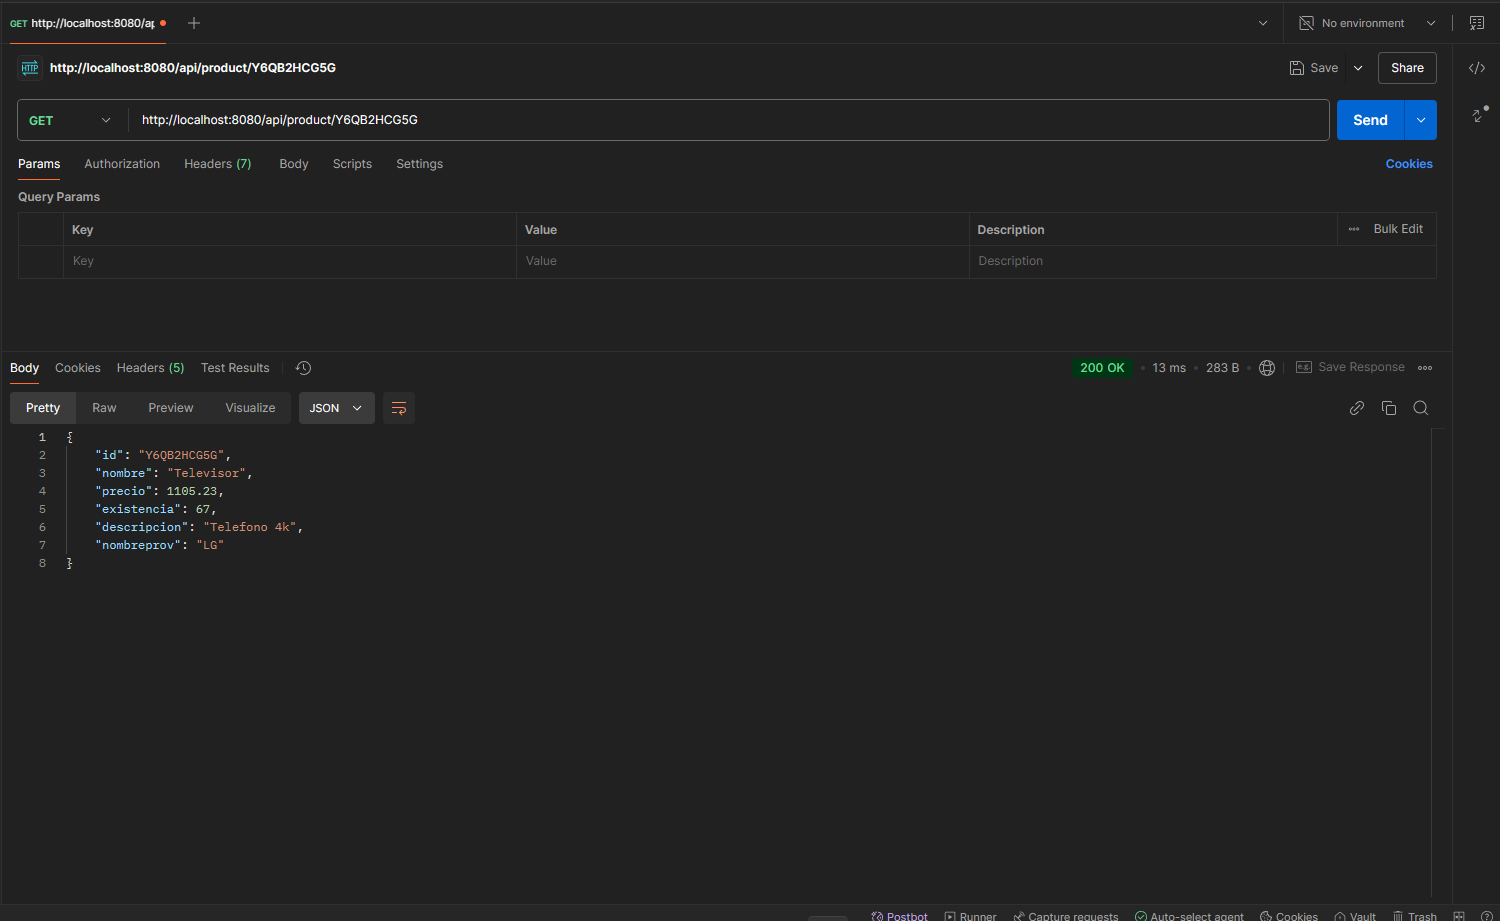 GET http://localhost:8080/ap
No environment
HTTP http://localhost:8080/api/product/Y6QB2HCG5G
Save
Share
GET http://localhost:8080/api/product/Y6QB2HCG5G
Send
Params Authorization Headers (7) Body Scripts Settings
Cookies
Query Params
Key Value Description Bulk Edit
Key Value Description
Body Cookies Headers (5) Test Results
200 OK 13 ms 283 B e.g. Save Response
Pretty Raw Preview Visualize JSON
1 {
2 "id": "Y6QB2HCG5G",
3 "nombre": "Televisor",
4 "precio": 1105.23,
5 "existencia": 67,
6 "descripcion": "Telefono 4k",
7 "nombreprov": "LG"
8 }
Postbot Runner Capture requests Auto-select agent Cookies Vault Trash